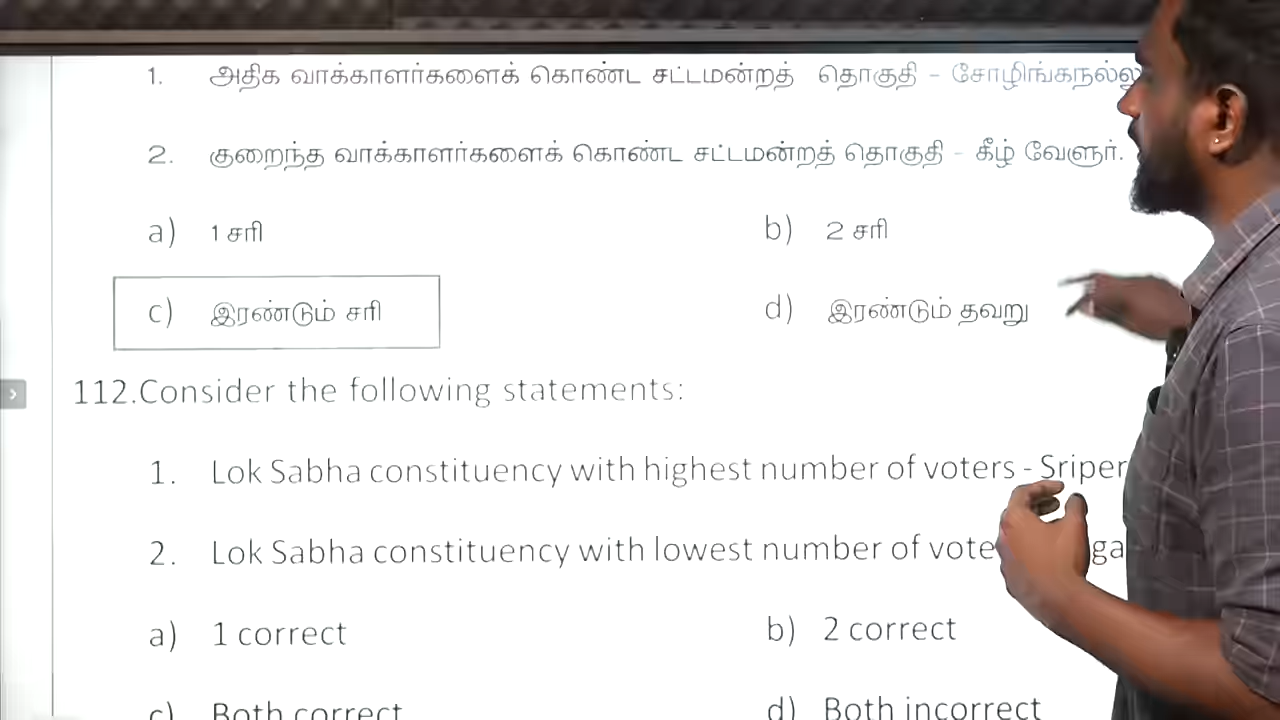 1. அதிக வாக்காளர்களைக் கொண்ட சட்டமன்றத் தொகுதி - சோழிங்கநல்லூ
2. குறைந்த வாக்காளர்களைக் கொண்ட சட்டமன்றத் தொகுதி - கீழ் வேளுர்.
a) 1 சரி b) 2 சரி
c) இரண்டும் சரி d) இரண்டும் தவறு
112.Consider the following statements:
1. Lok Sabha constituency with highest number of voters - Sriper
2. Lok Sabha constituency with lowest number of vote
a) 1 correct b) 2 correct
c) Both correct d) Both incorrect